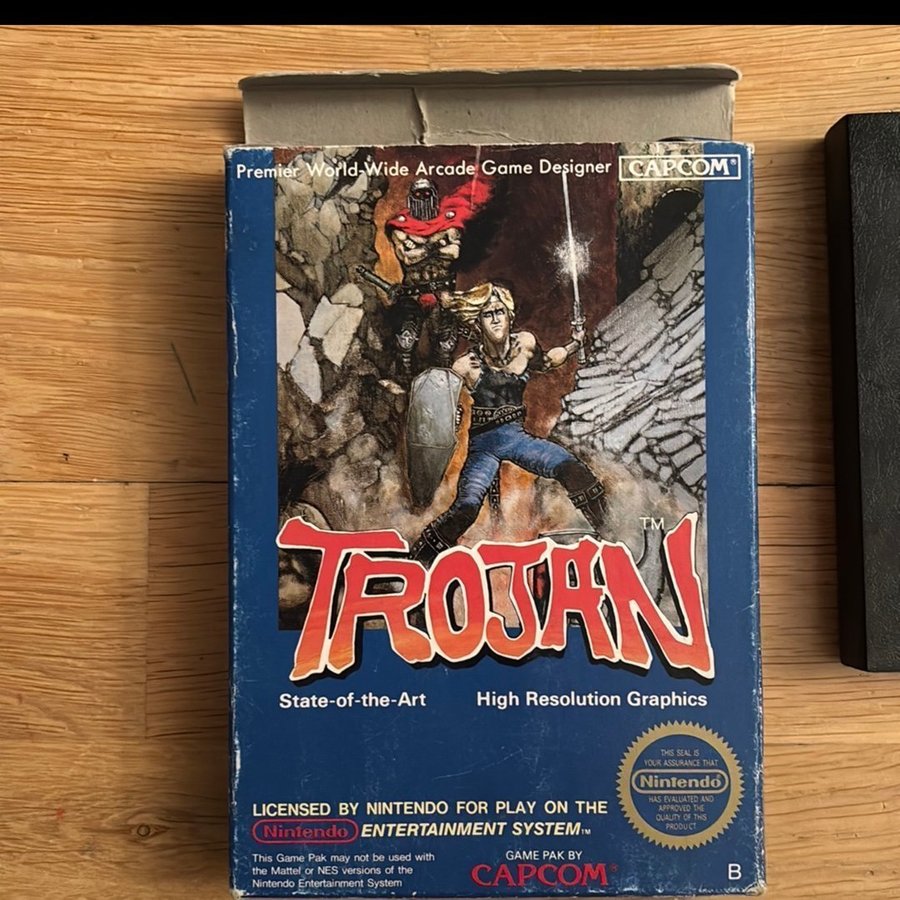 Premier World-Wide Arcade Game Designer CAPCOM®
TROJAN™
State-of-the-Art High Resolution Graphics
THIS SEAL IS
YOUR ASSURANCE THAT
Nintendo
HAS EVALUATED AND
APPROVED THE
QUALITY OF THIS
PRODUCT
LICENSED BY NINTENDO FOR PLAY ON THE
Nintendo ENTERTAINMENT SYSTEM™
This Game Pak may not be used with
the Mattel or NES versions of the
Nintendo Entertainment System
GAME PAK BY
CAPCOM®
B